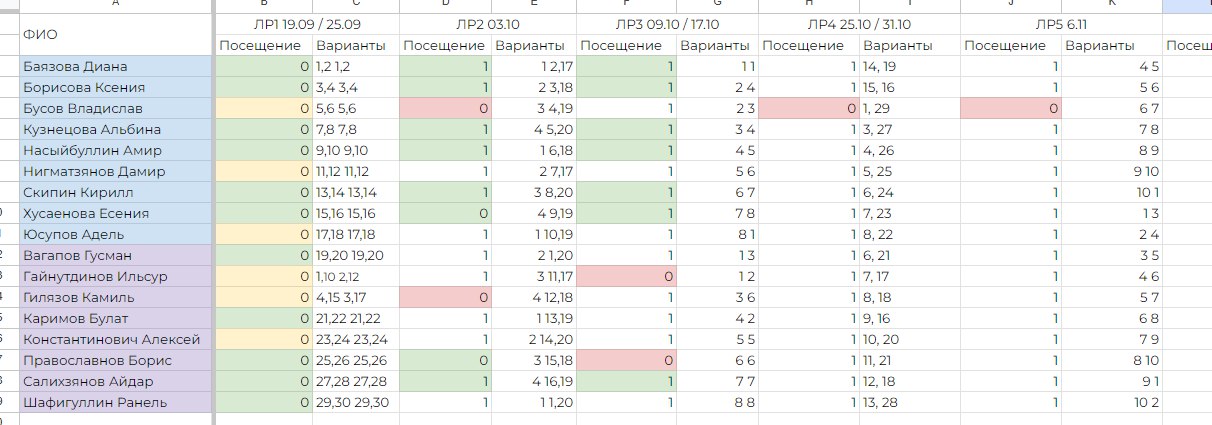 A B C D E F G H I J K
ФИО ЛР1 19.09 / 25.09 ЛР2 03.10 ЛР3 09.10 / 17.10 ЛР4 25.10 / 31.10 ЛР5 6.11
Посещение Варианты Посещение Варианты Посещение Варианты Посещение Варианты Посещение Варианты Посещ
Баязова Диана 0 1,2 1,2 1 1 2,17 1 1 1 1 14, 19 1 4 5
Борисова Ксения 0 3,4 3,4 1 2 3,18 1 2 4 1 15, 16 1 5 6
Бусов Владислав 0 5,6 5,6 0 3 4,19 1 2 3 0 1, 29 0 6 7
Кузнецова Альбина 0 7,8 7,8 1 4 5,20 1 3 4 1 3, 27 1 7 8
Насыйбуллин Амир 0 9,10 9,10 1 1 6,18 1 4 5 1 4, 26 1 8 9
Нигматзянов Дамир 0 11,12 11,12 1 2 7,17 1 5 6 1 5, 25 1 9 10
Скипин Кирилл 0 13,14 13,14 1 3 8,20 1 6 7 1 6, 24 1 10 1
Хусаенова Есения 0 15,16 15,16 0 4 9,19 1 7 8 1 7, 23 1 1 3
Юсупов Адель 0 17,18 17,18 1 1 10,19 1 8 1 1 8, 22 1 2 4
Вагапов Гусман 0 19,20 19,20 1 2 1,20 1 1 3 1 6, 21 1 3 5
Гайнутдинов Ильсур 0 1,10 2,12 1 3 11,17 0 1 2 1 7, 17 1 4 6
Гилязов Камиль 0 4,15 3,17 0 4 12,18 1 3 6 1 8, 18 1 5 7
Каримов Булат 0 21,22 21,22 1 1 13,19 1 4 2 1 9, 16 1 6 8
Константинович Алексей 0 23,24 23,24 1 2 14,20 1 5 5 1 10, 20 1 7 9
Православнов Борис 0 25,26 25,26 0 3 15,18 0 6 6 1 11, 21 1 8 10
Салихзянов Айдар 0 27,28 27,28 1 4 16,19 1 7 7 1 12, 18 1 9 1
Шафигуллин Ранель 0 29,30 29,30 1 1 1,20 1 8 8 1 13, 28 1 10 2